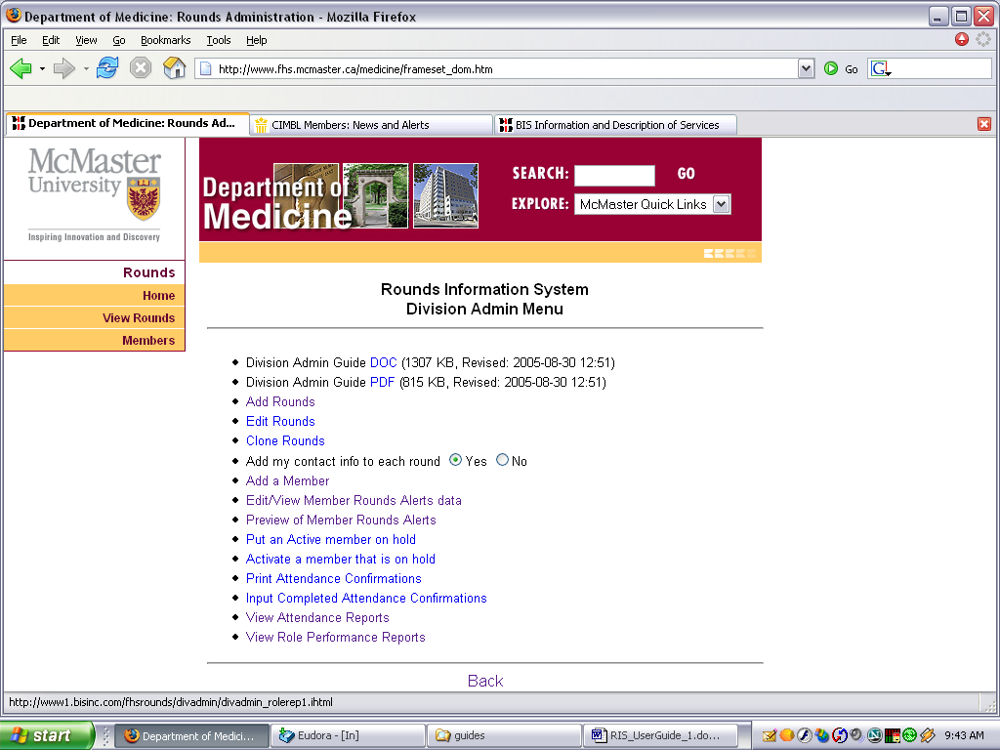 Department of Medicine: Rounds Administration - Mozilla Firefox
File Edit View Go Bookmarks Tools Help
http://www.fhs.mcmaster.ca/medicine/frameset_dom.htm Go G
Department of Medicine: Rounds Ad... CIMBL Members: News and Alerts BIS Information and Description of Services
McMaster
University
Inspiring Innovation and Discovery
Rounds
Home
View Rounds
Members
Department of
Medicine
SEARCH: GO
EXPLORE: McMaster Quick Links
Rounds Information System
Division Admin Menu
Division Admin Guide DOC (1307 KB, Revised: 2005-08-30 12:51)
Division Admin Guide PDF (815 KB, Revised: 2005-08-30 12:51)
Add Rounds
Edit Rounds
Clone Rounds
Add my contact info to each round Yes No
Add a Member
Edit/View Member Rounds Alerts data
Preview of Member Rounds Alerts
Put an Active member on hold
Activate a member that is on hold
Print Attendance Confirmations
Input Completed Attendance Confirmations
View Attendance Reports
View Role Performance Reports
Back
http://www1.bisinc.com/fhsrounds/divadmin/divadmin_rolerep1.ihtml
start Department of Medici... Eudora - [In] guides RIS_UserGuide_1.do... 9:43 AM